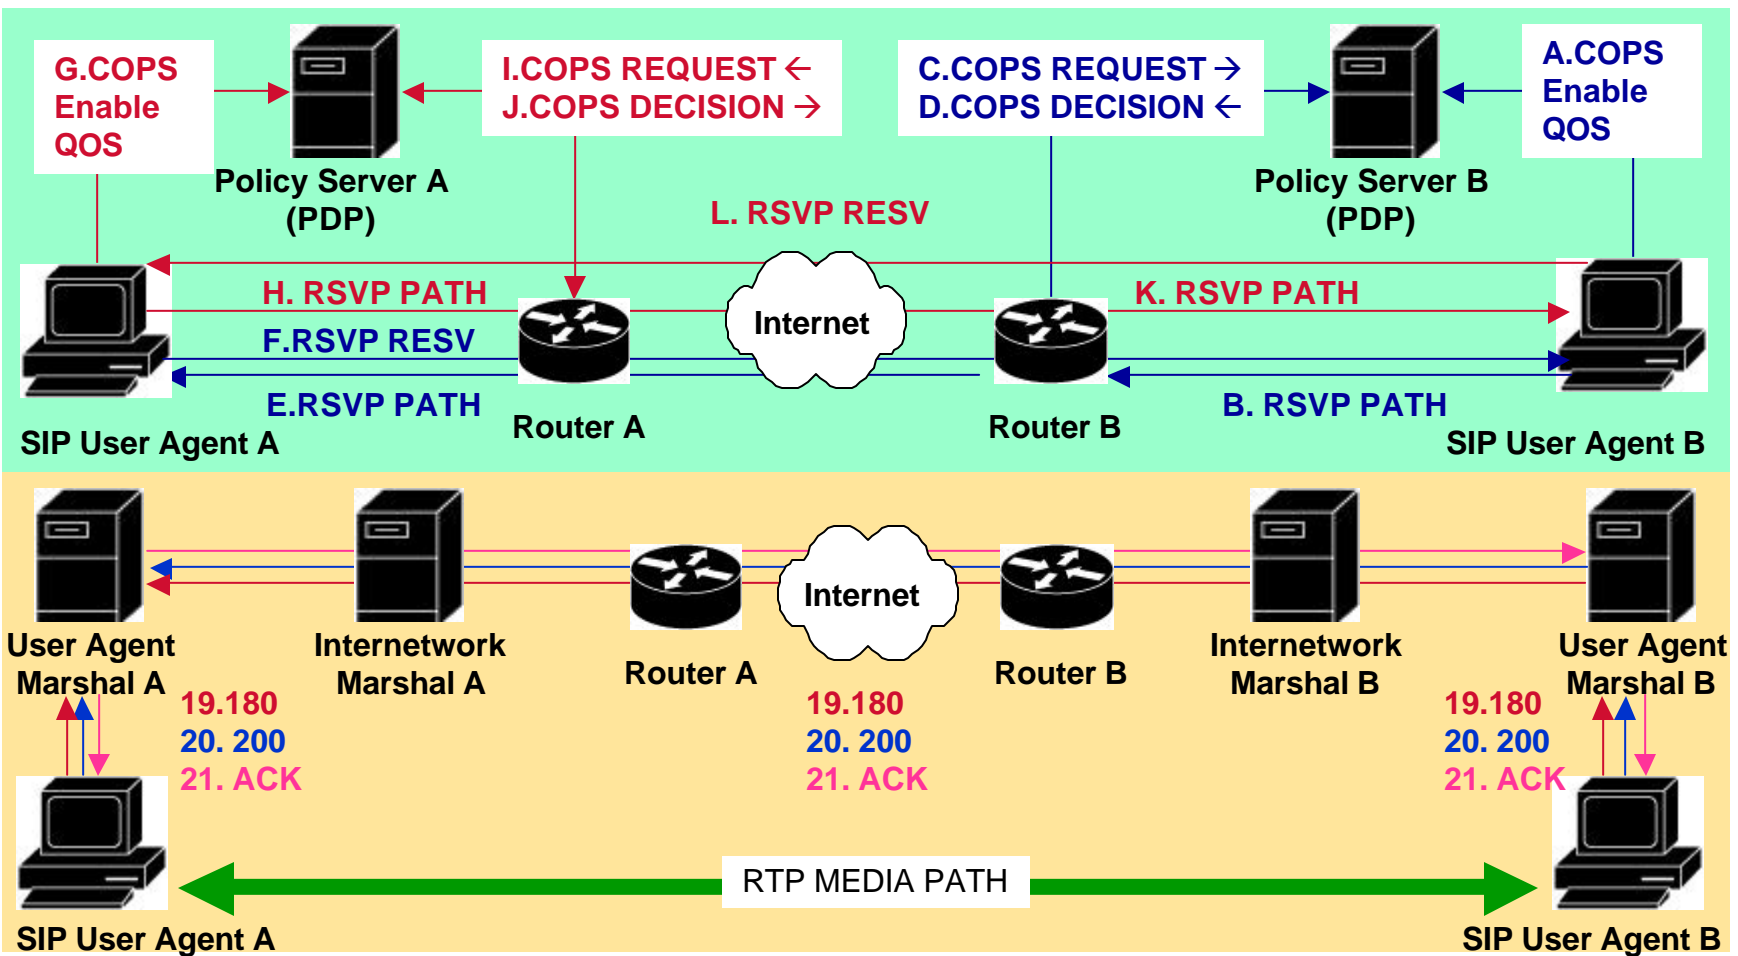 G.COPS
Enable
QOS
I.COPS REQUEST ←
J.COPS DECISION →
C.COPS REQUEST →
D.COPS DECISION ←
A.COPS
Enable
QOS
Policy Server A
(PDP)
Policy Server B
(PDP)
L. RSVP RESV
H. RSVP PATH
K. RSVP PATH
Internet
F.RSVP RESV
E.RSVP PATH
B. RSVP PATH
Router A
Router B
SIP User Agent A
SIP User Agent B
Internet
User Agent
Marshal A
Internetwork
Marshal A
Router A
Router B
Internetwork
Marshal B
User Agent
Marshal B
19.180
20. 200
21. ACK
19.180
20. 200
21. ACK
19.180
20. 200
21. ACK
RTP MEDIA PATH
SIP User Agent A
SIP User Agent B